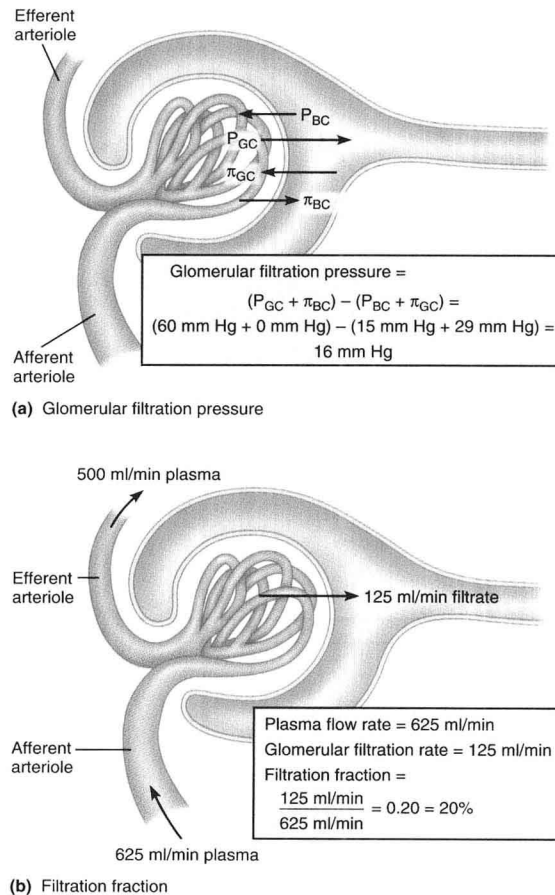 Efferent
arteriole
P_BC
P_GC
π_GC
π_BC
Glomerular filtration pressure =
(P_GC + π_BC) – (P_BC + π_GC) =
(60 mm Hg + 0 mm Hg) – (15 mm Hg + 29 mm Hg) =
16 mm Hg
Afferent
arteriole
(a) Glomerular filtration pressure
500 ml/min plasma
Efferent
arteriole
125 ml/min filtrate
Plasma flow rate = 625 ml/min
Glomerular filtration rate = 125 ml/min
Filtration fraction =
125 ml/min
625 ml/min
= 0.20 = 20%
Afferent
arteriole
625 ml/min plasma
(b) Filtration fraction